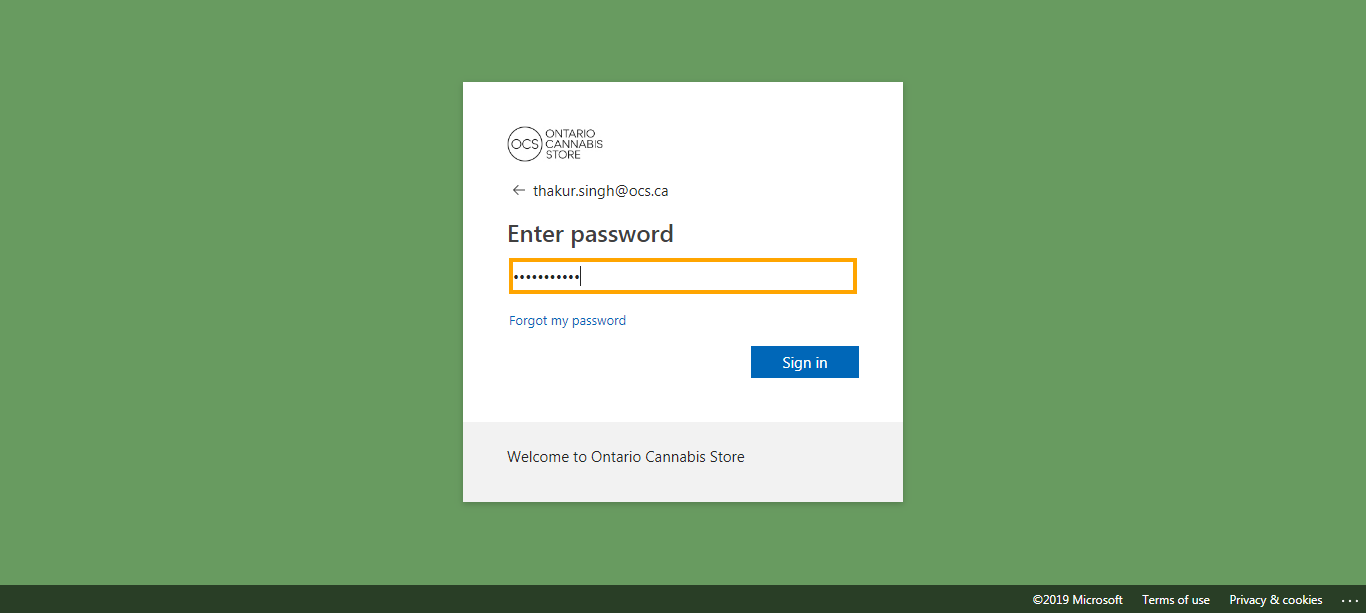 OCS ONTARIO
CANNABIS
STORE
thakur.singh@ocs.ca
Enter password
•••••••••••
Forgot my password
Sign in
Welcome to Ontario Cannabis Store
©2019 Microsoft Terms of use Privacy & cookies ...